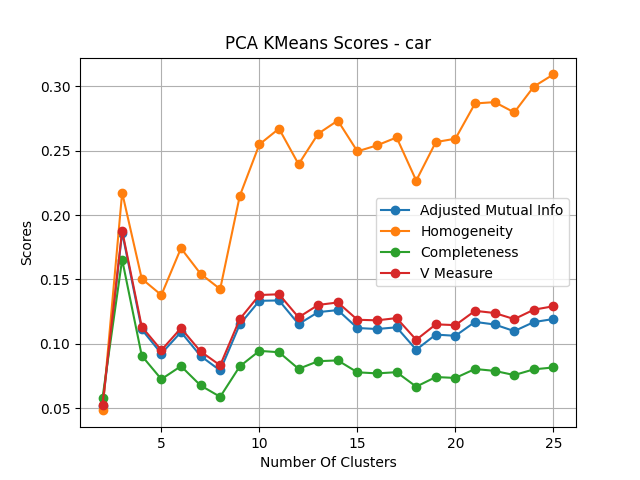 PCA KMeans Scores - car
Scores
0.30
0.25
0.20
0.15
0.10
0.05
Adjusted Mutual Info
Homogeneity
Completeness
V Measure
5
10
15
20
25
Number Of Clusters